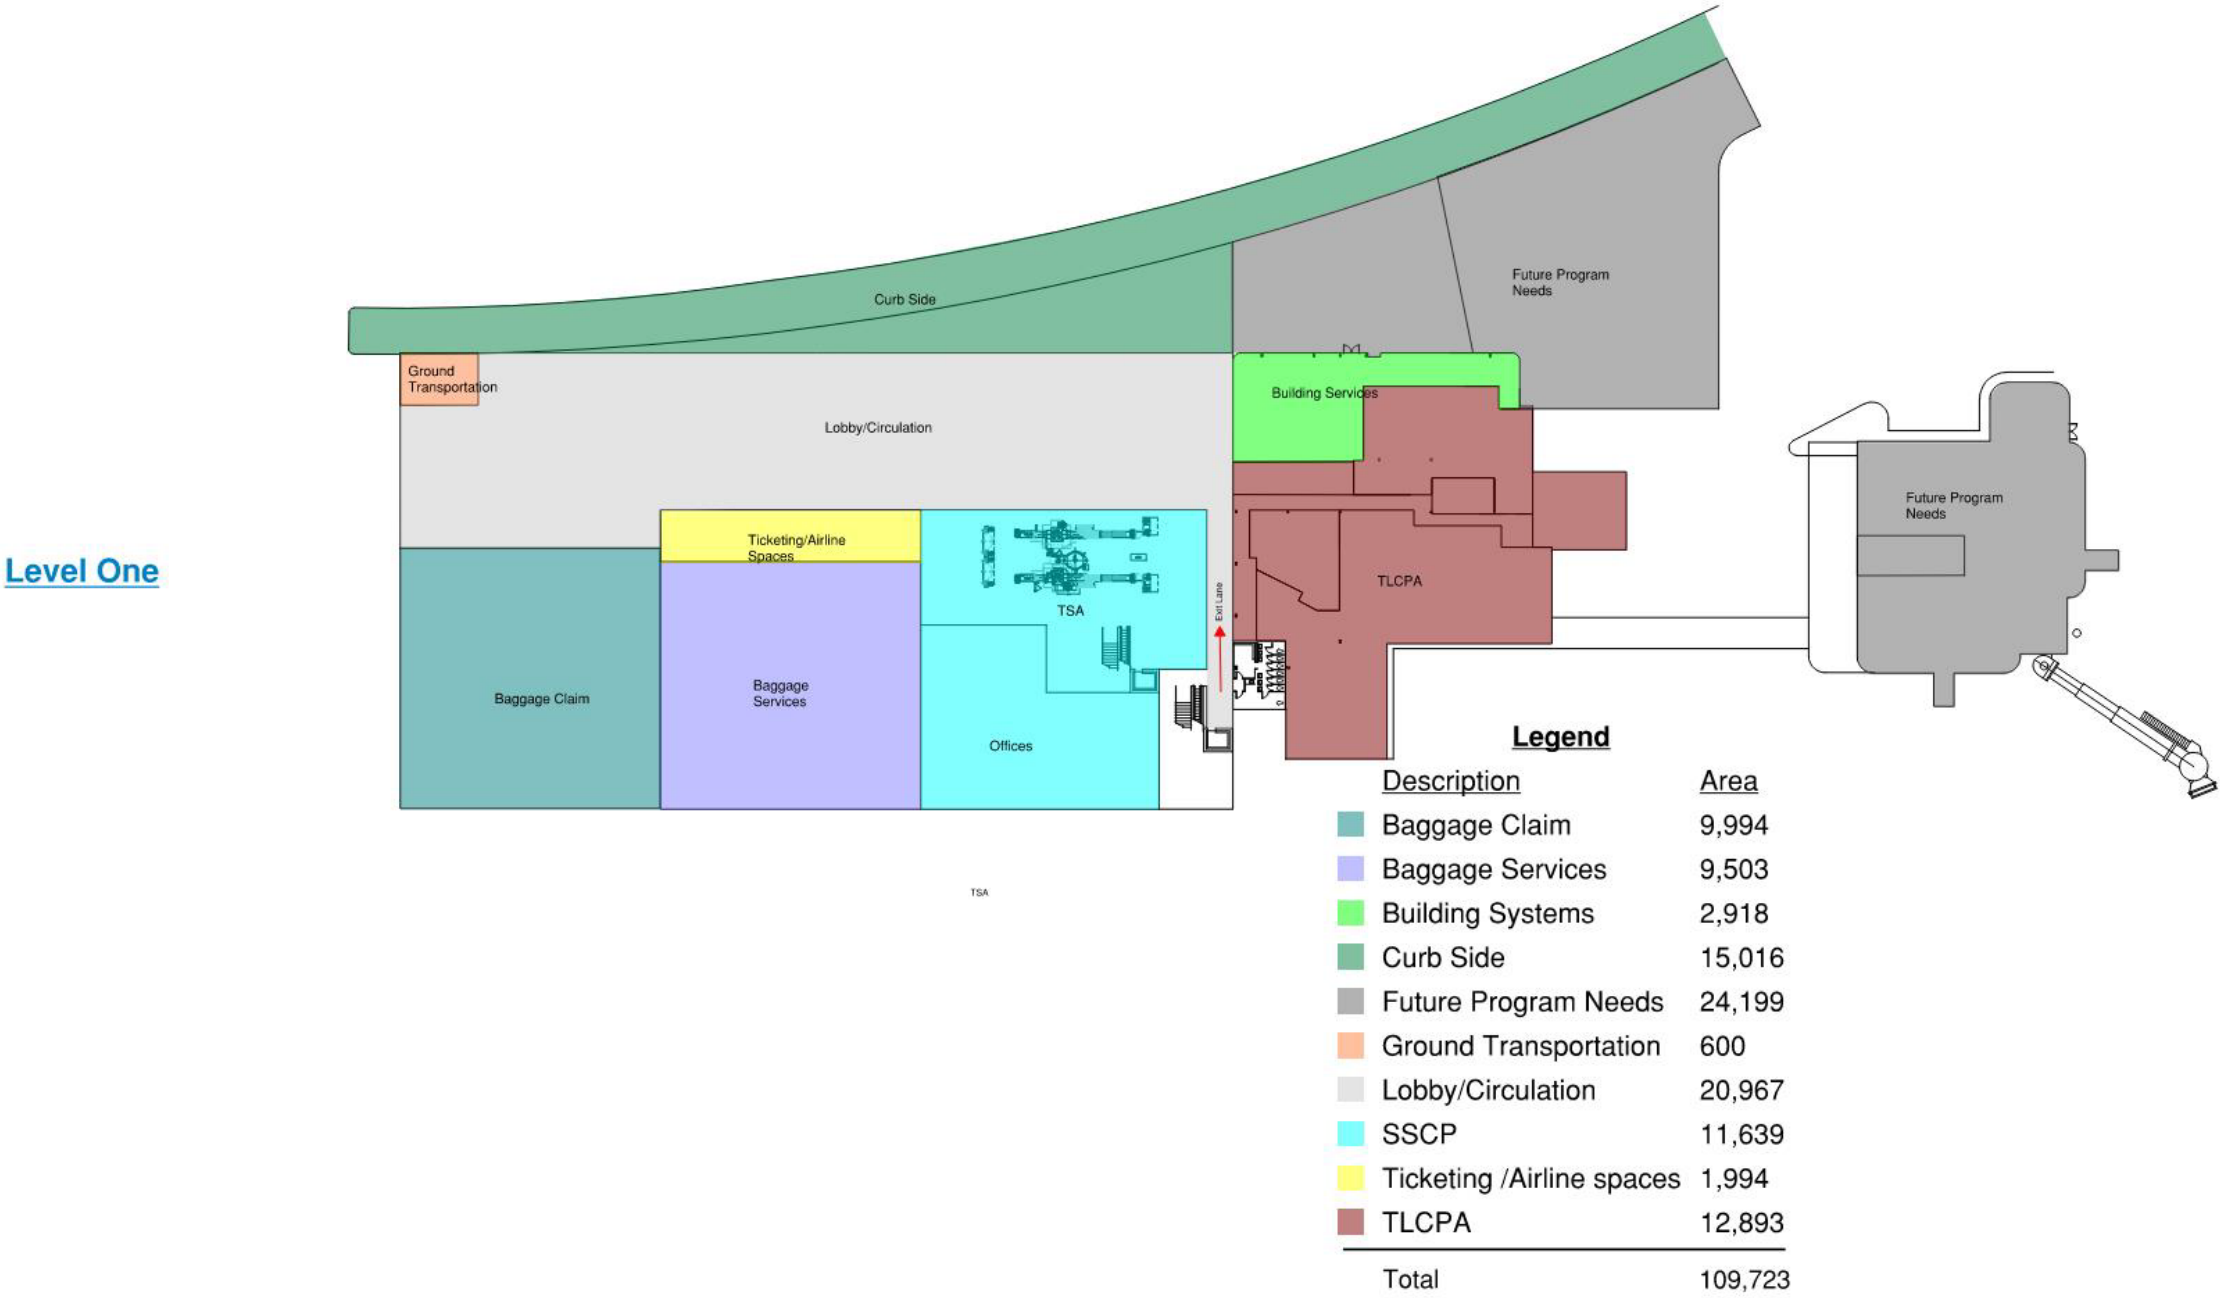 Curb Side
Future Program
Needs
Ground
Transportation
Building Services
Lobby/Circulation
Future Program
Needs
Ticketing/Airline
Spaces
Level One
TLCPA
Exit Lane
TSA
Baggage Claim
Baggage
Services
Offices
TSA
Legend
Description Area
Baggage Claim 9,994
Baggage Services 9,503
Building Systems 2,918
Curb Side 15,016
Future Program Needs 24,199
Ground Transportation 600
Lobby/Circulation 20,967
SSCP 11,639
Ticketing /Airline spaces 1,994
TLCPA 12,893
Total 109,723